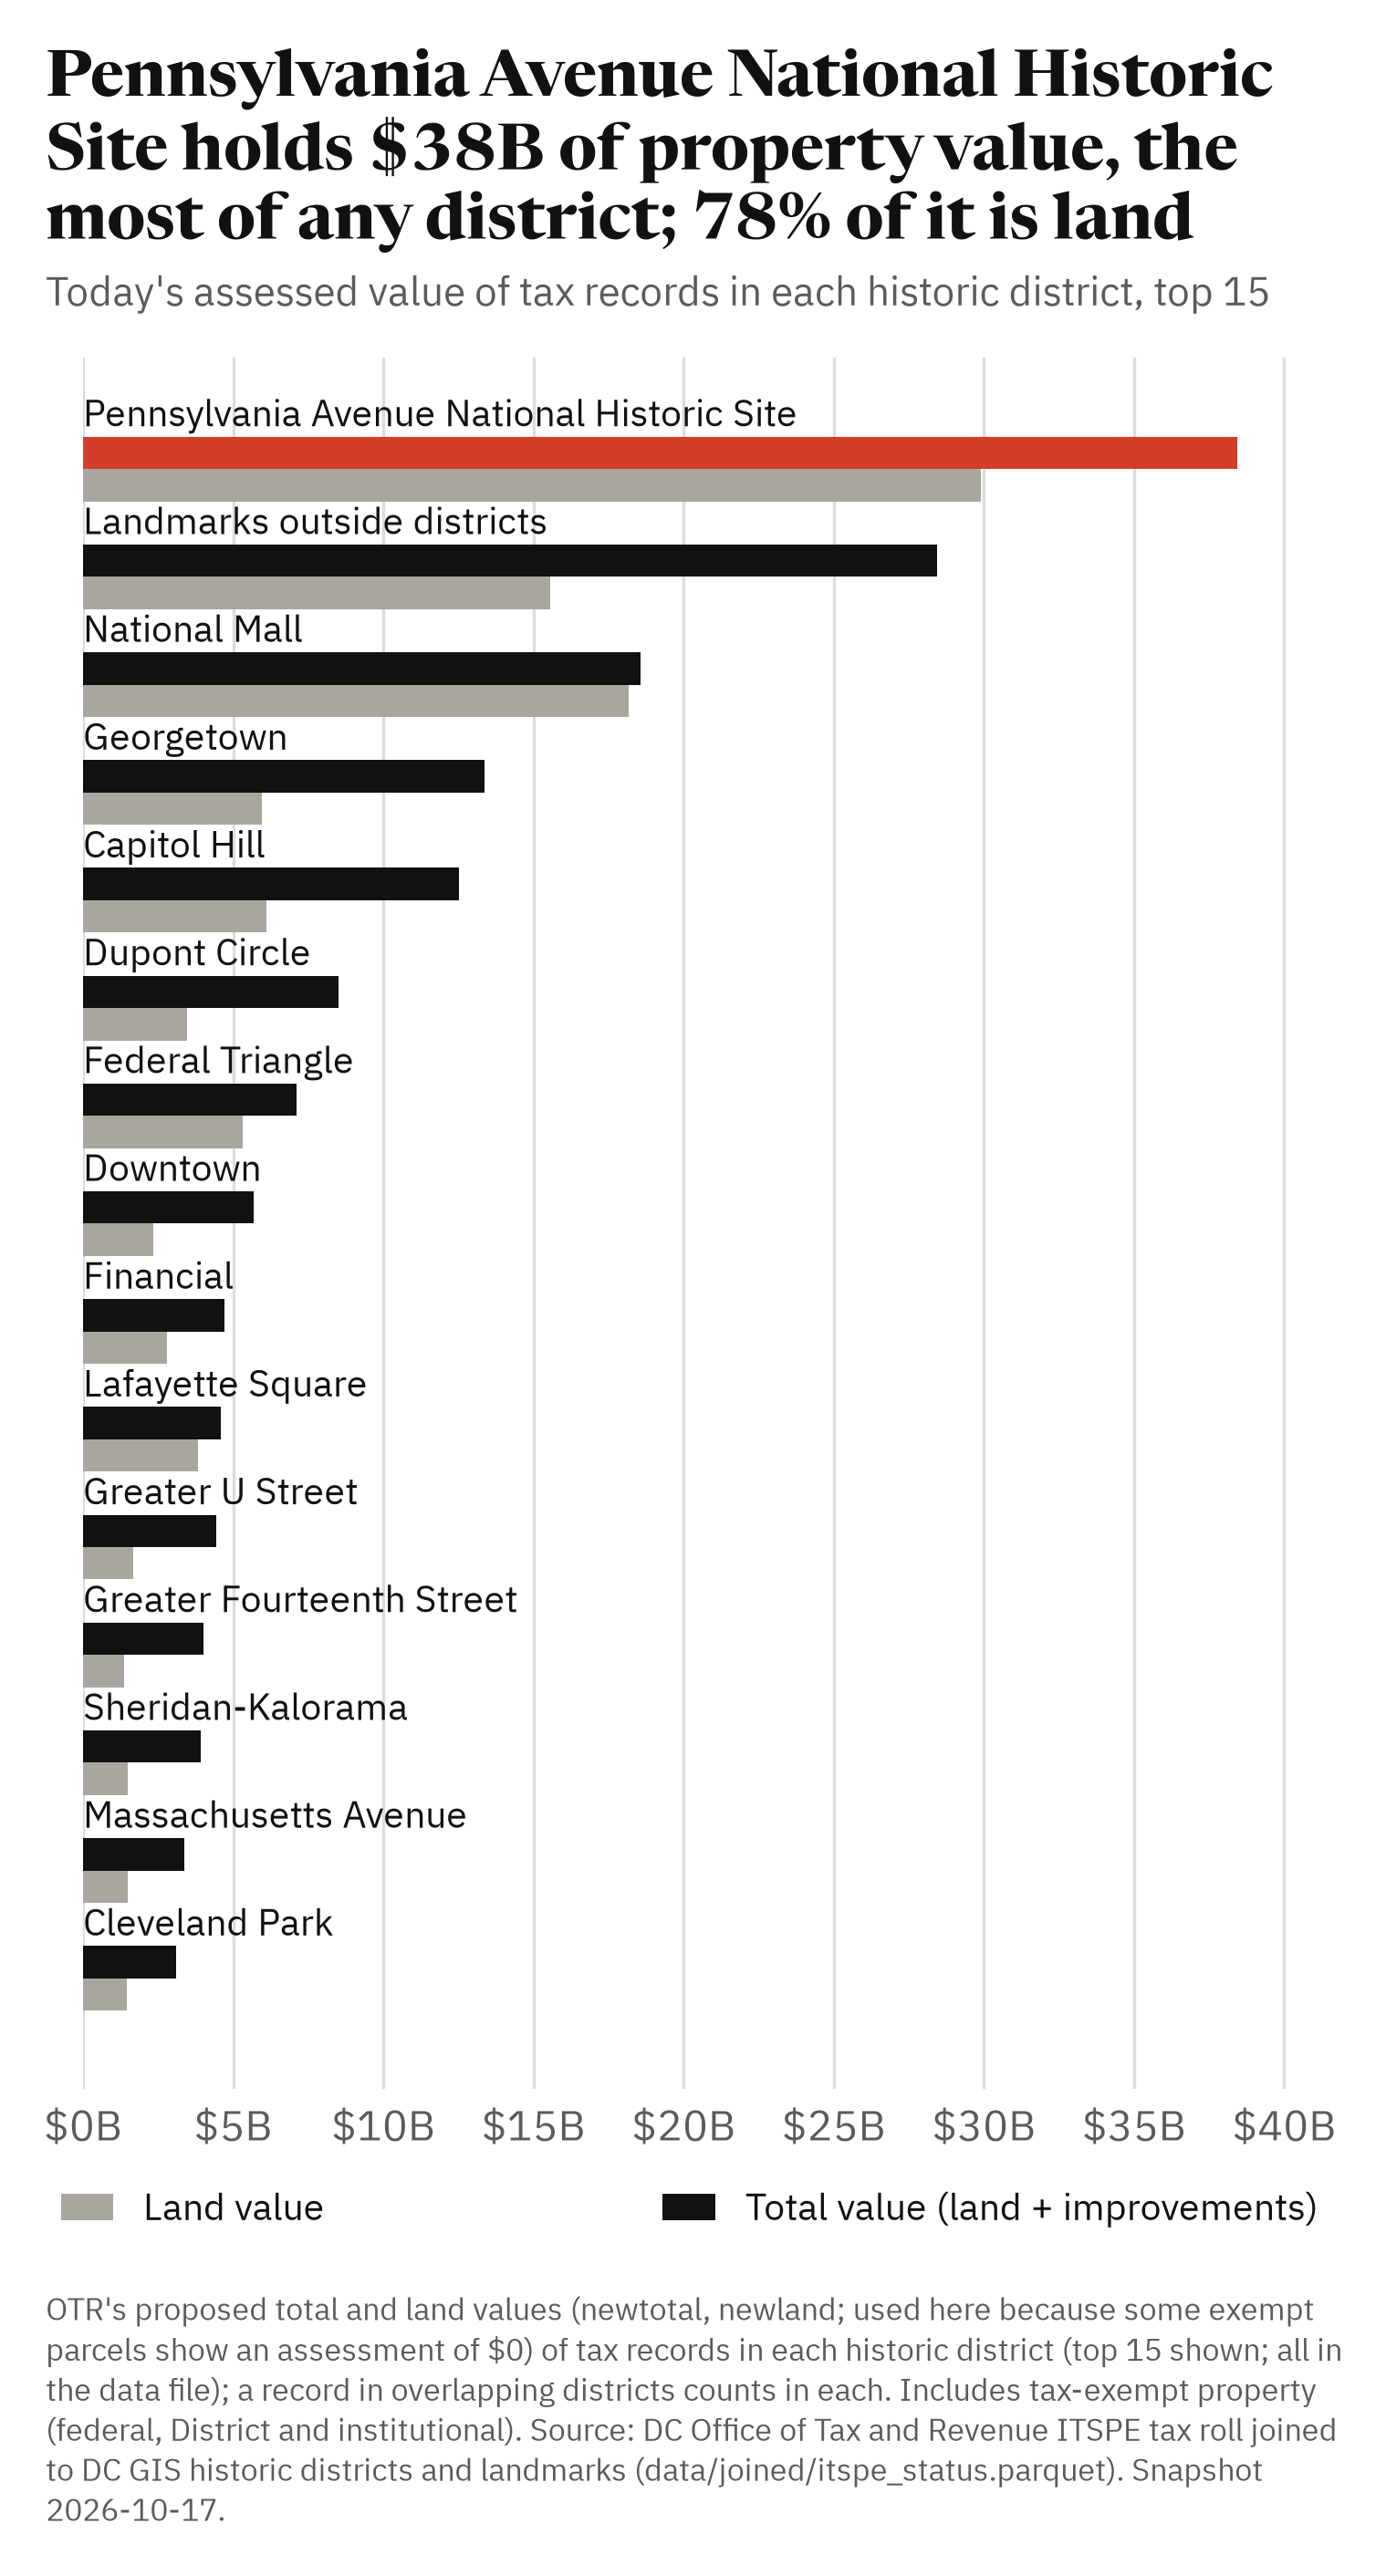 Pennsylvania Avenue National Historic
Site holds $38B of property value, the
most of any district; 78% of it is land
Today's assessed value of tax records in each historic district, top 15
Pennsylvania Avenue National Historic Site
Landmarks outside districts
National Mall
Georgetown
Capitol Hill
Dupont Circle
Federal Triangle
Downtown
Financial
Lafayette Square
Greater U Street
Greater Fourteenth Street
Sheridan-Kalorama
Massachusetts Avenue
Cleveland Park
$0B $5B $10B $15B $20B $25B $30B $35B $40B
Land value Total value (land + improvements)
OTR's proposed total and land values (newtotal, newland; used here because some exempt
parcels show an assessment of $0) of tax records in each historic district (top 15 shown; all in
the data file); a record in overlapping districts counts in each. Includes tax-exempt property
(federal, District and institutional). Source: DC Office of Tax and Revenue ITSPE tax roll joined
to DC GIS historic districts and landmarks (data/joined/itspe_status.parquet). Snapshot
2026-10-17.